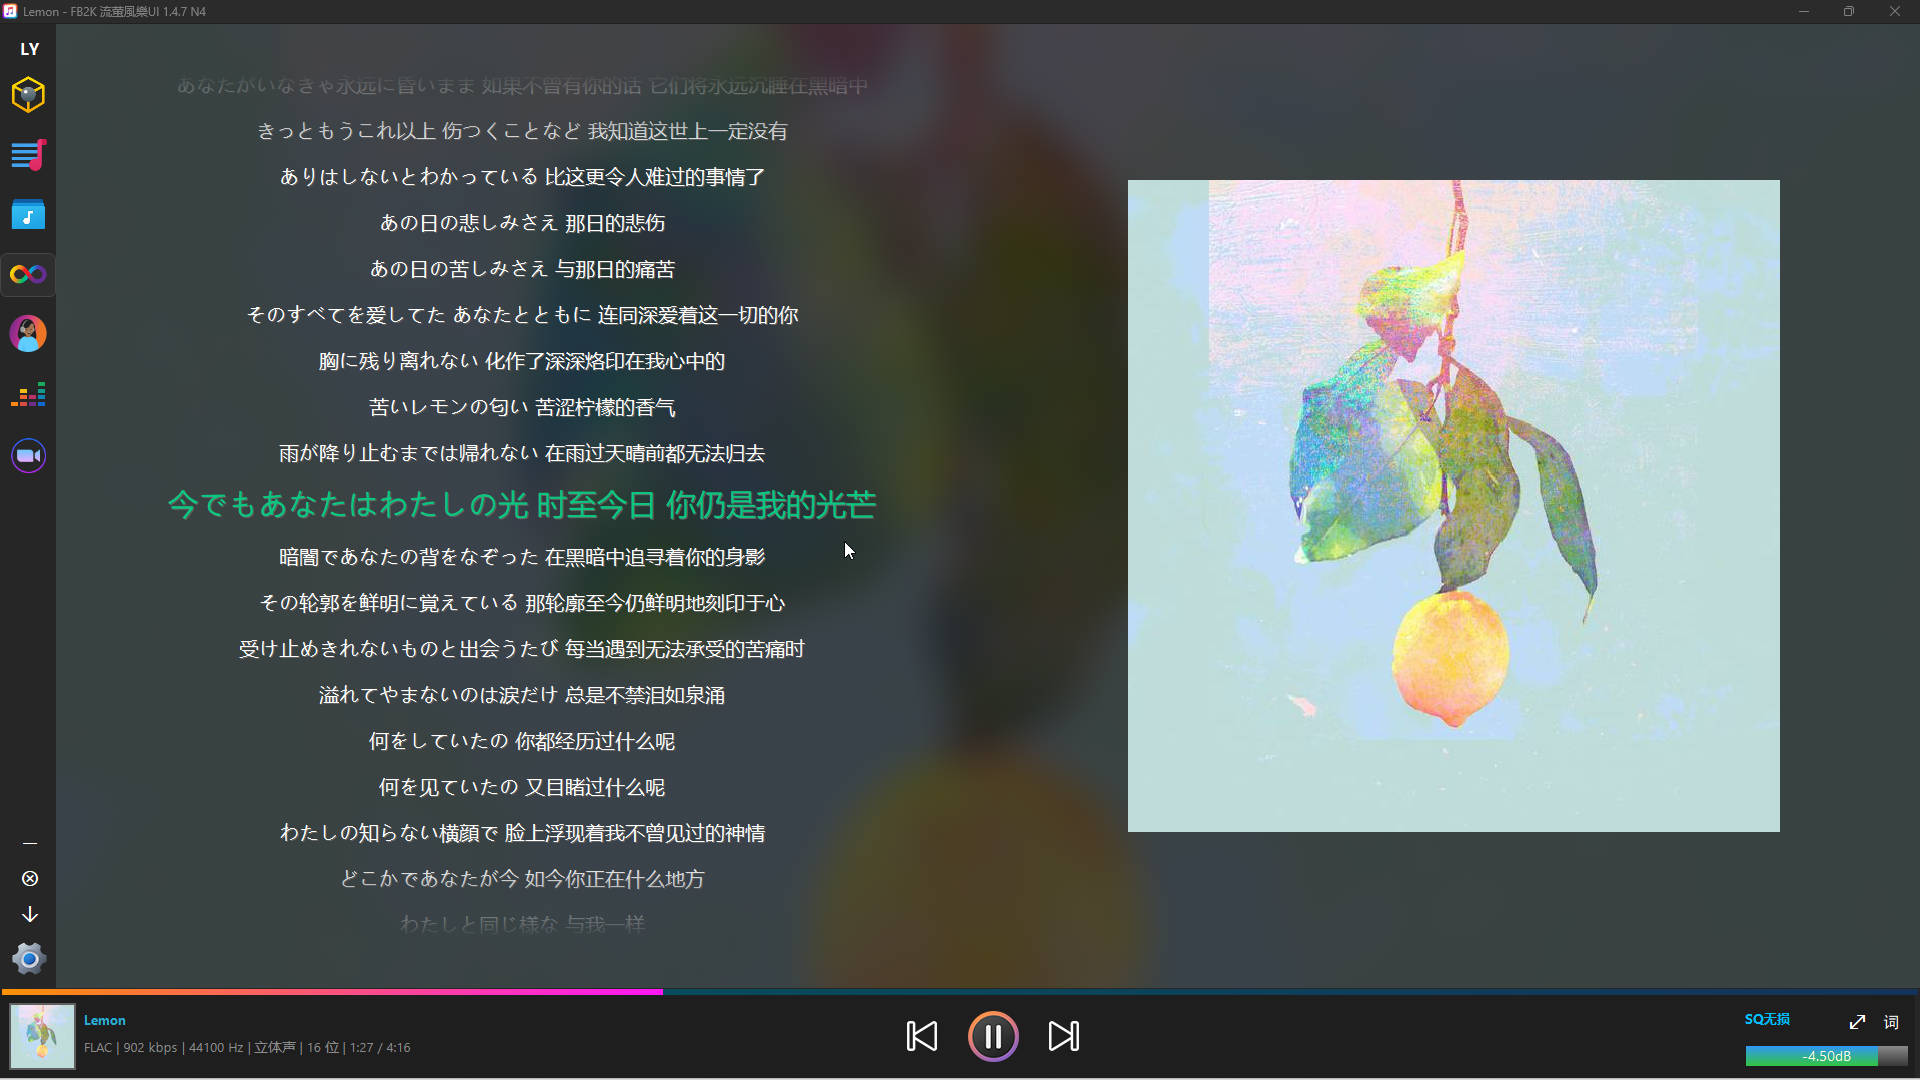 Lemon - FB2K 流萤風樂UI 1.4.7 N4
LY
あなたがいなきゃ永远に昏いまま 如果不曾有你的话 它们将永远沉睡在黑暗中
きっともうこれ以上 伤つくことなど 我知道这世上一定没有
ありはしないとわかっている 比这更令人难过的事情了
あの日の悲しみさえ 那日的悲伤
あの日の苦しみさえ 与那日的痛苦
そのすべてを爱してた あなたとともに 连同深爱着这一切的你
胸に残り离れない 化作了深深烙印在我心中的
苦いレモンの匂い 苦涩柠檬的香气
雨が降り止むまでは帰れない 在雨过天晴前都无法归去
今でもあなたはわたしの光 时至今日 你仍是我的光芒
暗闇であなたの背をなぞった 在黑暗中追寻着你的身影
その轮郭を鲜明に覚えている 那轮廓至今仍鲜明地刻印于心
受け止めきれないものと出会うたび 每当遇到无法承受的苦痛时
溢れてやまないのは涙だけ 总是不禁泪如泉涌
何をしていたの 你都经历过什么呢
何を见ていたの 又目睹过什么呢
わたしの知らない横顔で 脸上浮现着我不曾见过的神情
どこかであなたが今 如今你正在什么地方
わたしと同じ様な 与我一样
Lemon
FLAC | 902 kbps | 44100 Hz | 立体声 | 16 位 | 1:27 / 4:16
SQ无损
词
-4.50dB